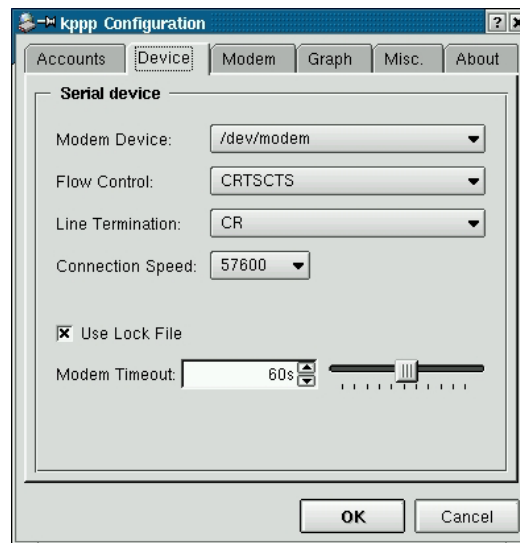 kppp Configuration
Accounts Device Modem Graph Misc. About
Serial device
Modem Device: /dev/modem
Flow Control: CRTSCTS
Line Termination: CR
Connection Speed: 57600
Use Lock File
Modem Timeout: 60s
OK Cancel